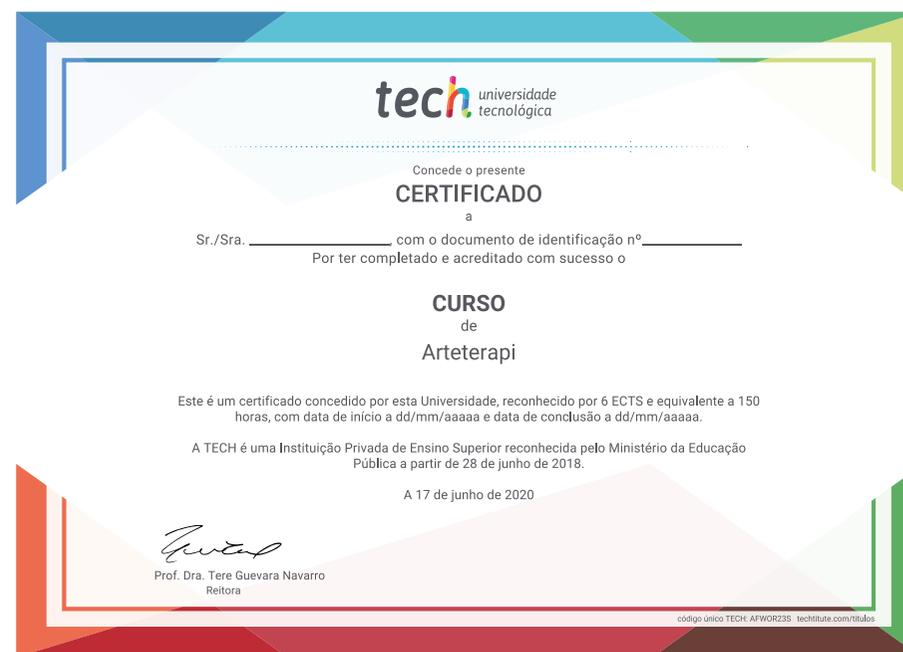 tech universidade
tecnológica
Concede o presente
CERTIFICADO
a
Sr./Sra. ____________________, com o documento de identificação nº______________
Por ter completado e acreditado com sucesso o
CURSO
de
Arteterapi
Este é um certificado concedido por esta Universidade, reconhecido por 6 ECTS e equivalente a 150
horas, com data de início a dd/mm/aaaaa e data de conclusão a dd/mm/aaaaa.
A TECH é uma Instituição Privada de Ensino Superior reconhecida pelo Ministério da Educação
Pública a partir de 28 de junho de 2018.
A 17 de junho de 2020
Prof. Dra. Tere Guevara Navarro
Reitora
código único TECH: AFWOR23S techtitute.com/titulos